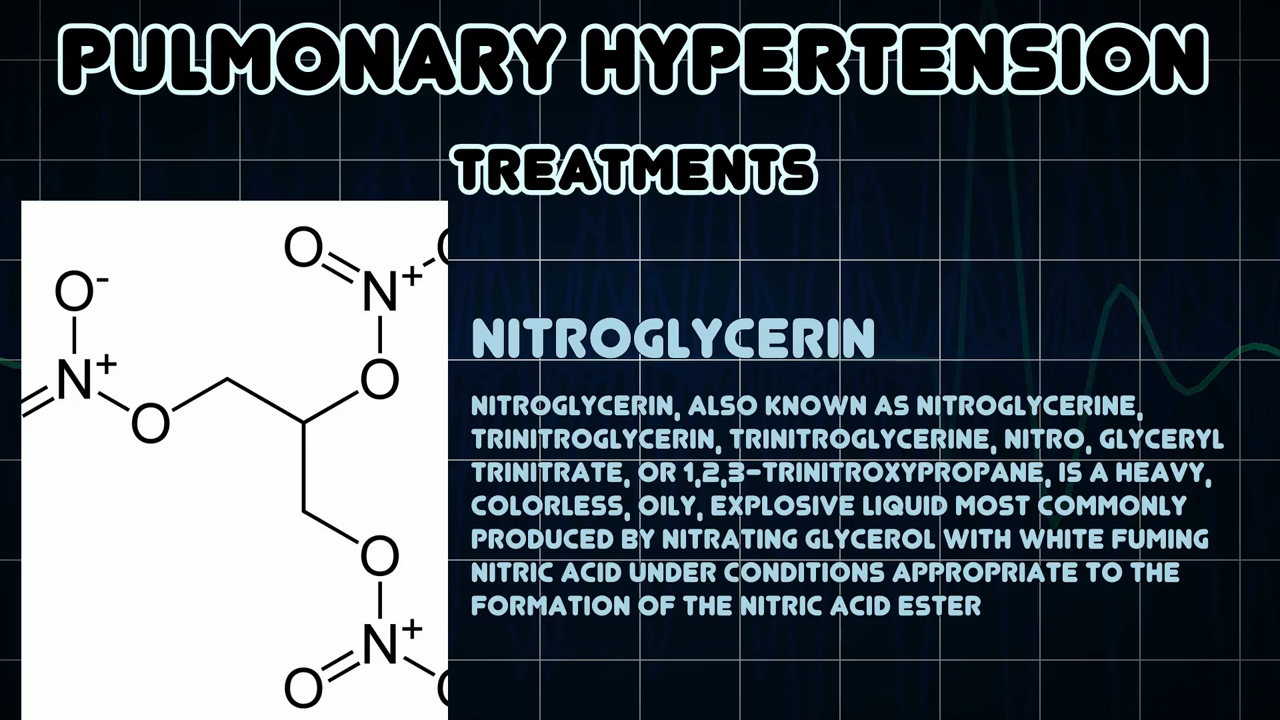 PULMONARY HYPERTENSION
TREATMENTS
O
O-
N+
O
N+
O
O
N+
O
NITROGLYCERIN
NITROGLYCERIN, ALSO KNOWN AS NITROGLYCERINE,
TRINITROGLYCERIN, TRINITROGLYCERINE, NITRO, GLYCERYL
TRINITRATE, OR 1,2,3-TRINITROXYPROPANE, IS A HEAVY,
COLORLESS, OILY, EXPLOSIVE LIQUID MOST COMMONLY
PRODUCED BY NITRATING GLYCEROL WITH WHITE FUMING
NITRIC ACID UNDER CONDITIONS APPROPRIATE TO THE
FORMATION OF THE NITRIC ACID ESTER